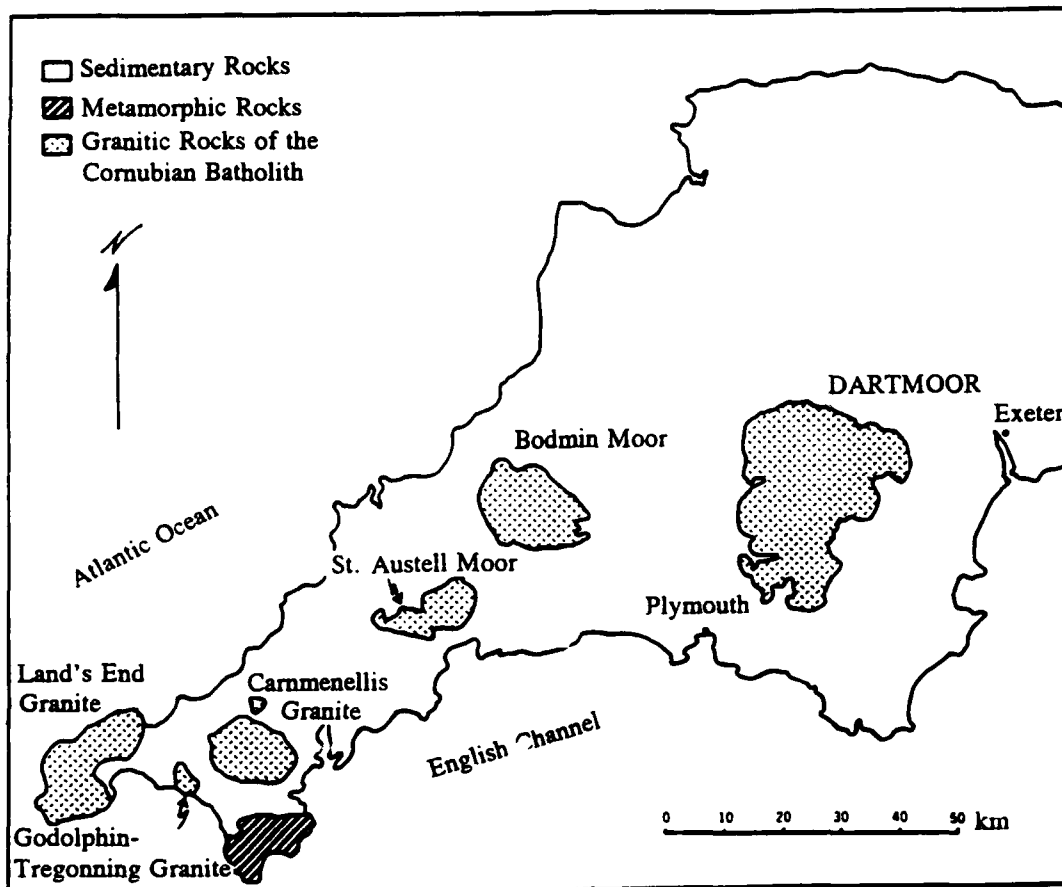 Sedimentary Rocks
Metamorphic Rocks
Granitic Rocks of the
Cornubian Batholith
N
DARTMOOR
Exeter
Bodmin Moor
Atlantic Ocean
St. Austell Moor
Plymouth
Land's End
Granite
Carnmenellis
Granite
English Channel
Godolphin-
Tregonning Granite
0 10 20 30 40 50 km